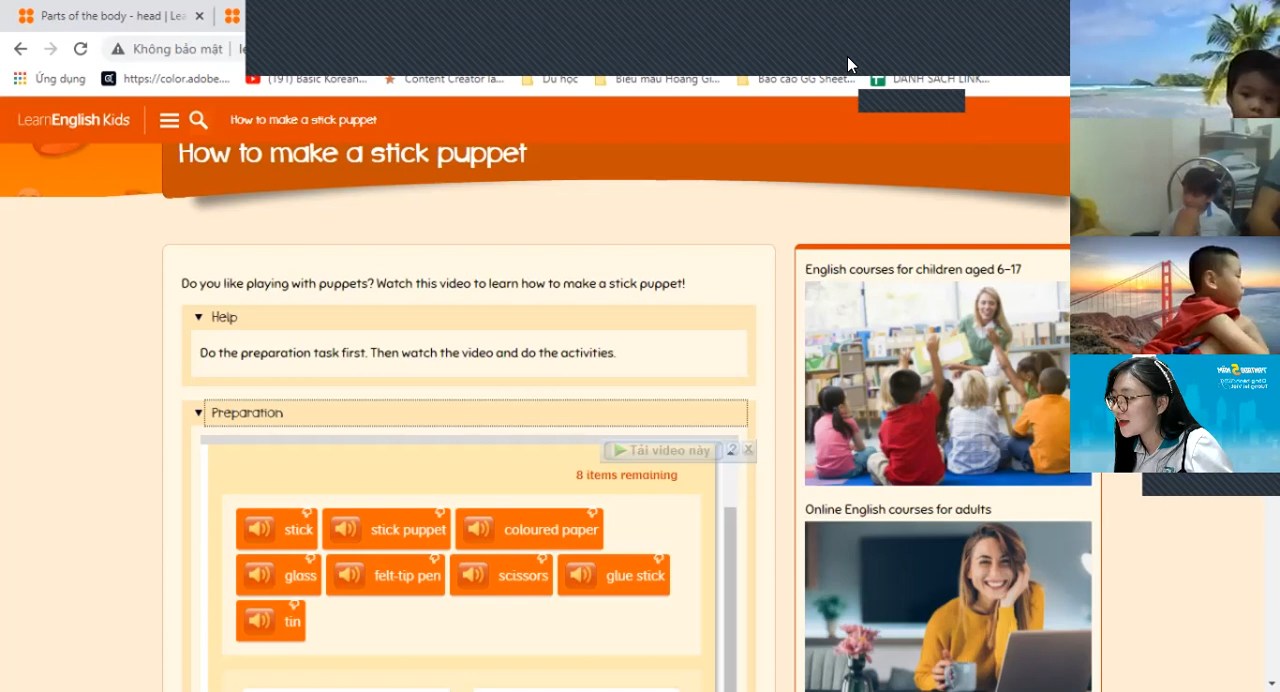 Parts of the body - head | Lea
Không bảo mật
Ứng dụng https://color.adobe.... (191) Basic Korean... Content Creator la... Du học Biểu mẫu Hoàng Gi... Báo cáo GG Sheet... DANH SÁCH LINK...
LearnEnglish Kids
How to make a stick puppet
How to make a stick puppet
Do you like playing with puppets? Watch this video to learn how to make a stick puppet!
Help
Do the preparation task first. Then watch the video and do the activities.
Preparation
Tải video này
8 items remaining
stick stick puppet coloured paper
glass felt-tip pen scissors glue stick
tin
English courses for children aged 6–17
Online English courses for adults